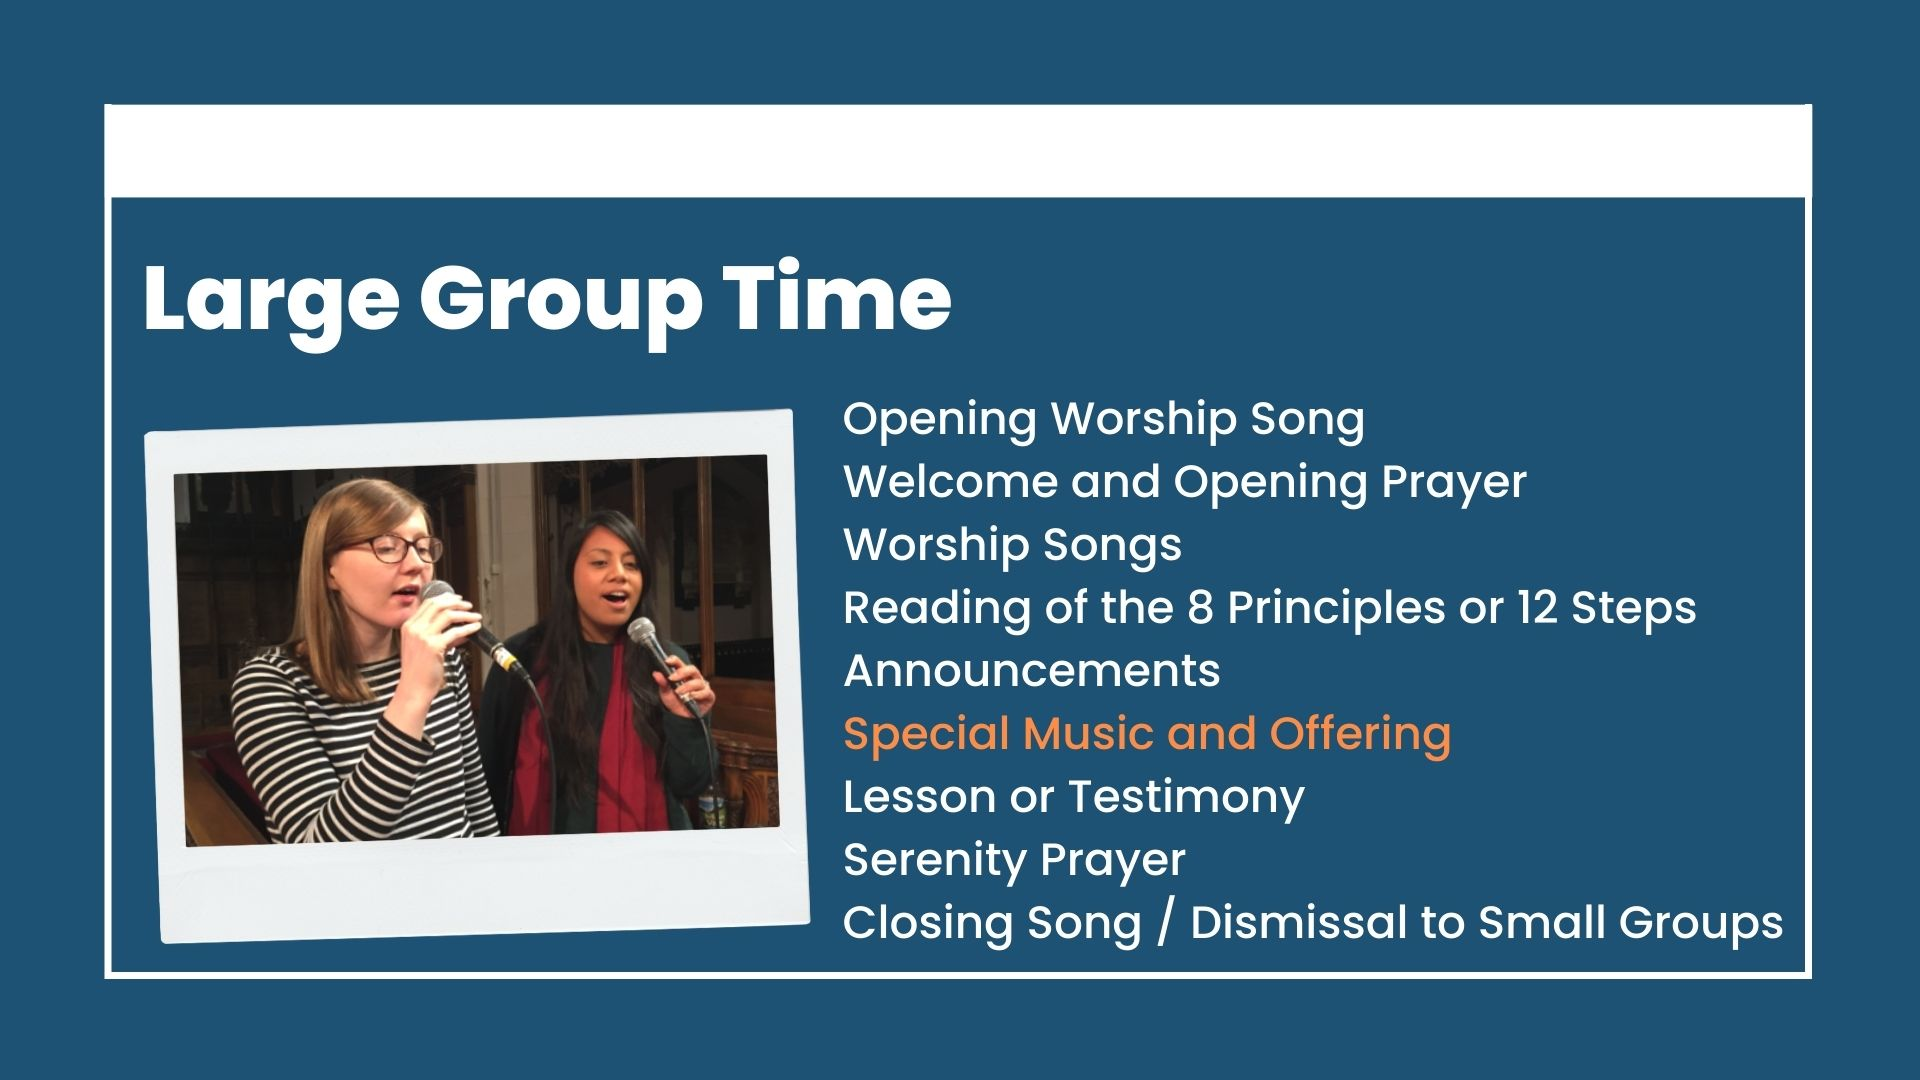 Large Group Time
Opening Worship Song
Welcome and Opening Prayer
Worship Songs
Reading of the 8 Principles or 12 Steps
Announcements
Special Music and Offering
Lesson or Testimony
Serenity Prayer
Closing Song / Dismissal to Small Groups